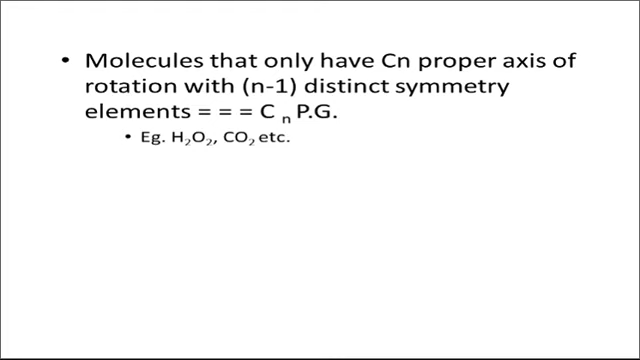 • Molecules that only have Cn proper axis of
rotation with (n-1) distinct symmetry
elements = = = C n P.G.
• Eg. H2O2, CO2 etc.